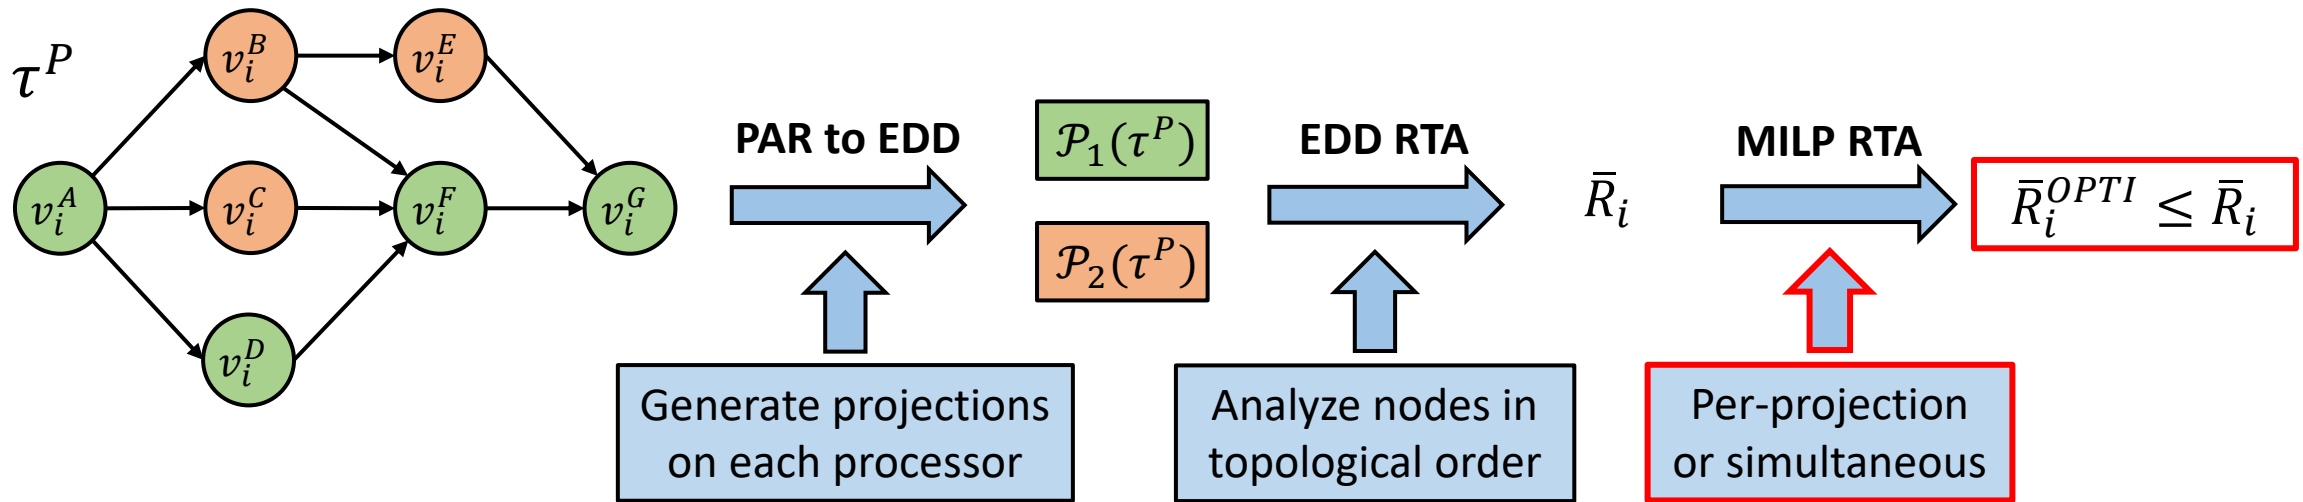 τ^P
v_i^A
v_i^B
v_i^C
v_i^D
v_i^E
v_i^F
v_i^G
PAR to EDD
Generate projections
on each processor
𝒫_1(τ^P)
𝒫_2(τ^P)
EDD RTA
Analyze nodes in
topological order
R̄_i
MILP RTA
Per-projection
or simultaneous
R̄_i^{OPTI} ≤ R̄_i